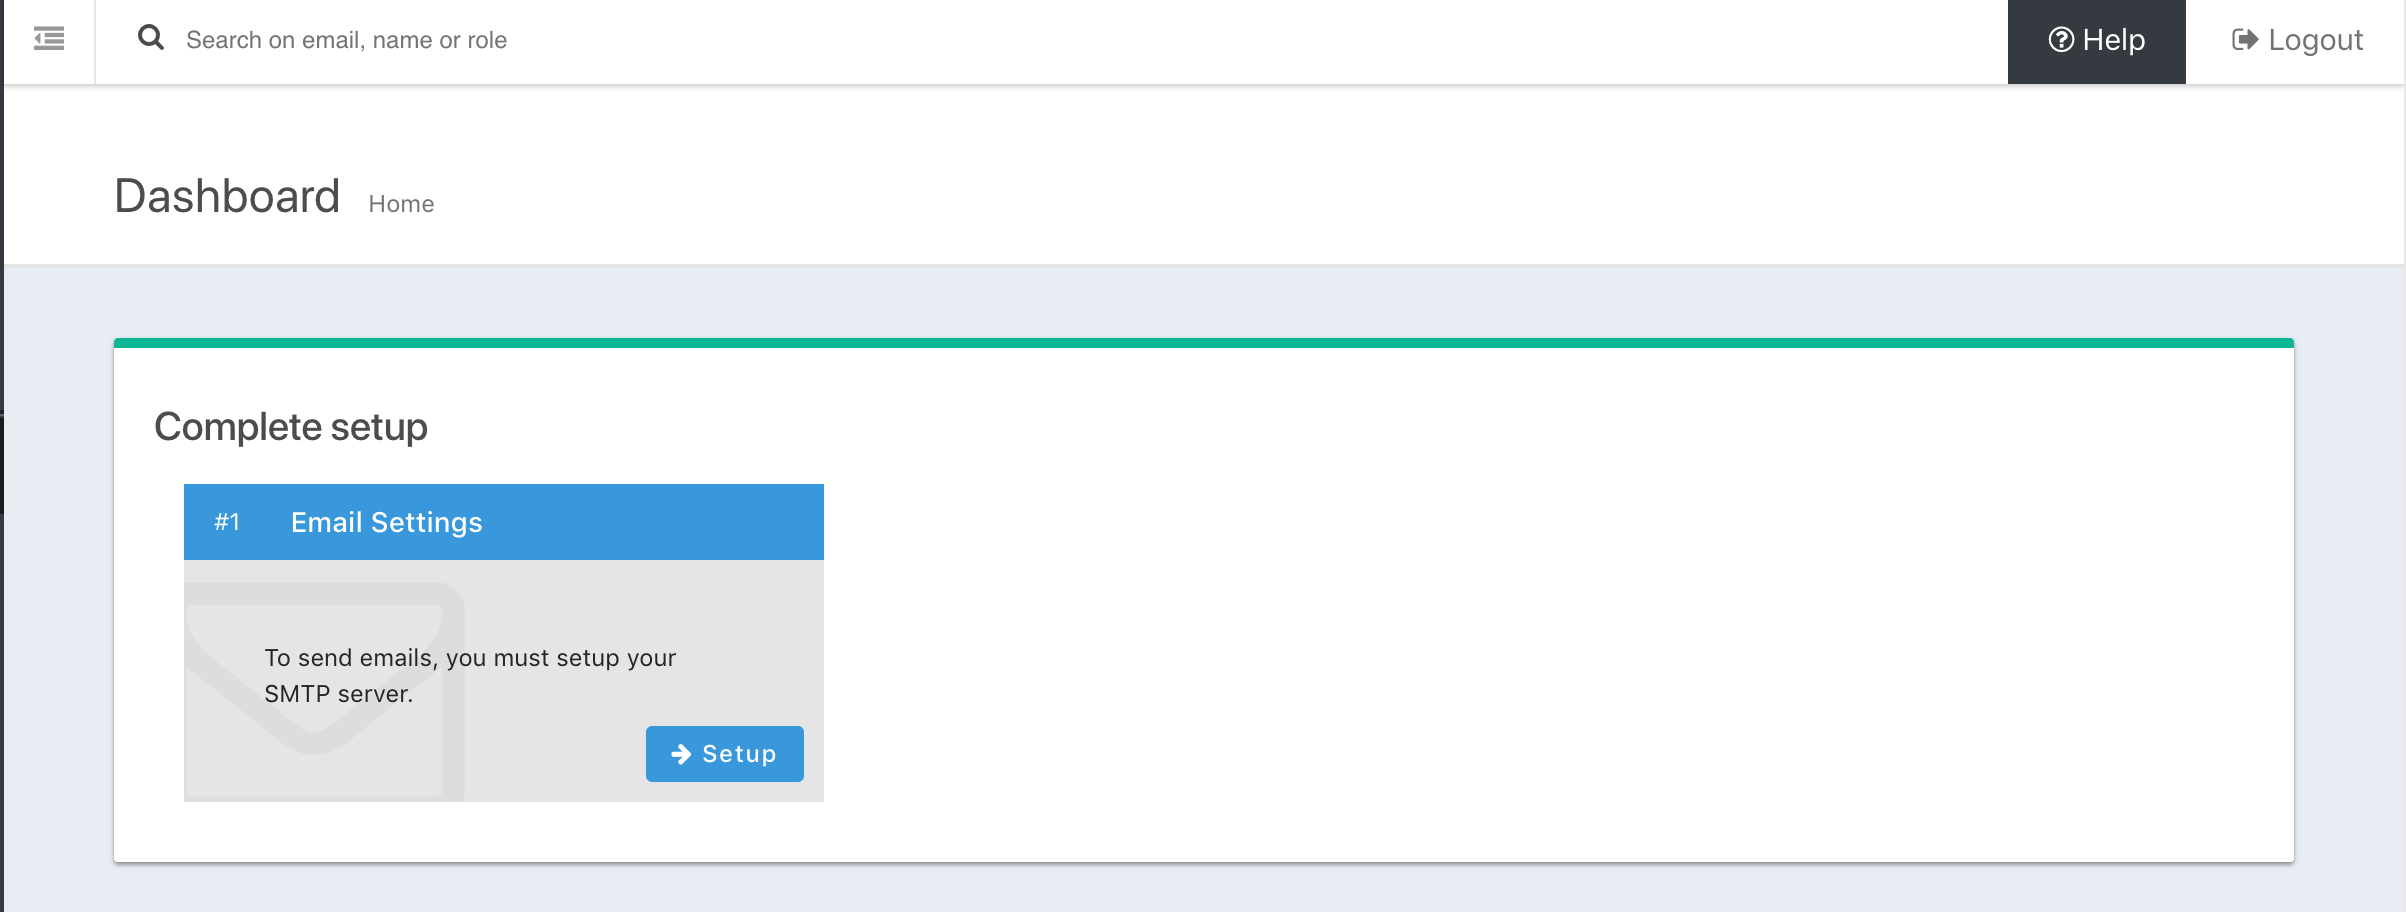 Search on email, name or role
Help
Logout
Dashboard
Home
Complete setup
#1 Email Settings
To send emails, you must setup your
SMTP server.
Setup